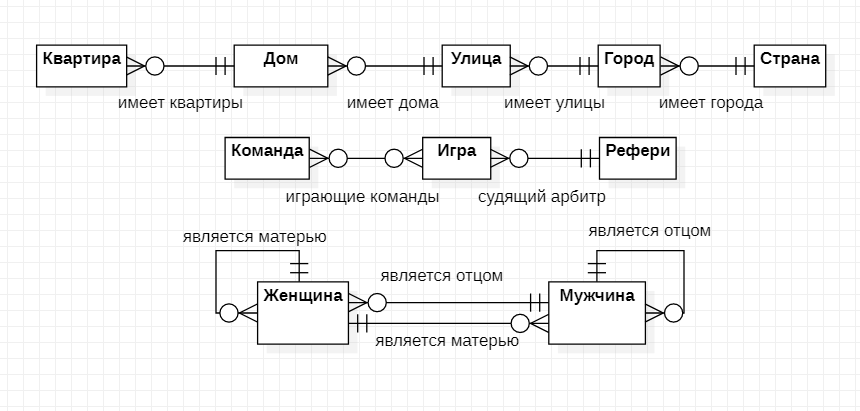 Квартира
Дом
Улица
Город
Страна
имеет квартиры
имеет дома
имеет улицы
имеет города
Команда
Игра
Рефери
играющие команды
судящий арбитр
является матерью
является отцом
является отцом
Женщина
Мужчина
является матерью